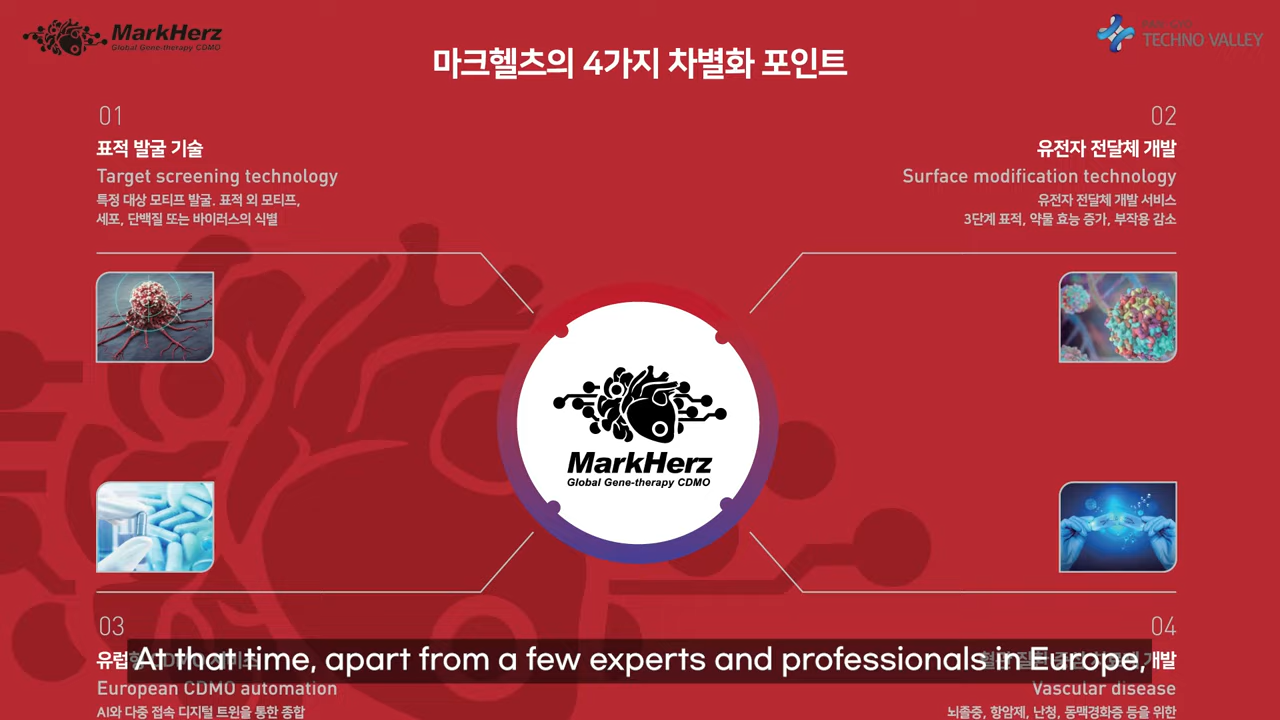 MarkHerz
Global Gene-therapy CDMO
TECHNO VALLEY
마크헬츠의 4가지 차별화 포인트
01
표적 발굴 기술
Target screening technology
특정 대상 모티프 발굴. 표적 외 모티프,
세포, 단백질 또는 바이러스의 식별
02
유전자 전달체 개발
Surface modification technology
유전자 전달체 개발 서비스
3단계 표적, 약물 효능 증가, 부작용 감소
MarkHerz
Global Gene-therapy CDMO
03
유럽
European CDMO automation
AI와 다중 접속 디지털 트윈을 통한 종합
04
개발
Vascular disease
뇌졸중, 항암제, 난청, 동맥경화증 등을 위한
At that time, apart from a few experts and professionals in Europe,